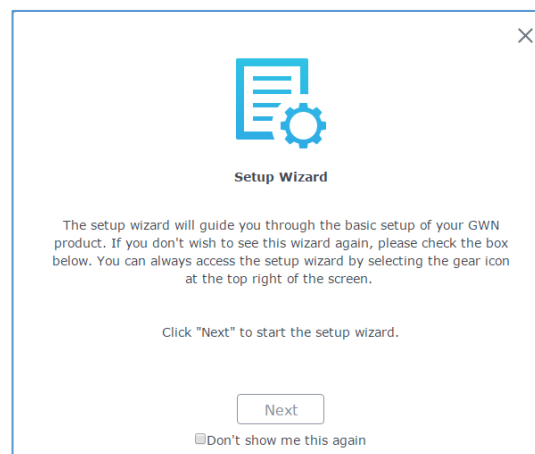 Setup Wizard
The setup wizard will guide you through the basic setup of your GWN
product. If you don't wish to see this wizard again, please check the box
below. You can always access the setup wizard by selecting the gear icon
at the top right of the screen.
Click "Next" to start the setup wizard.
Next
Don't show me this again